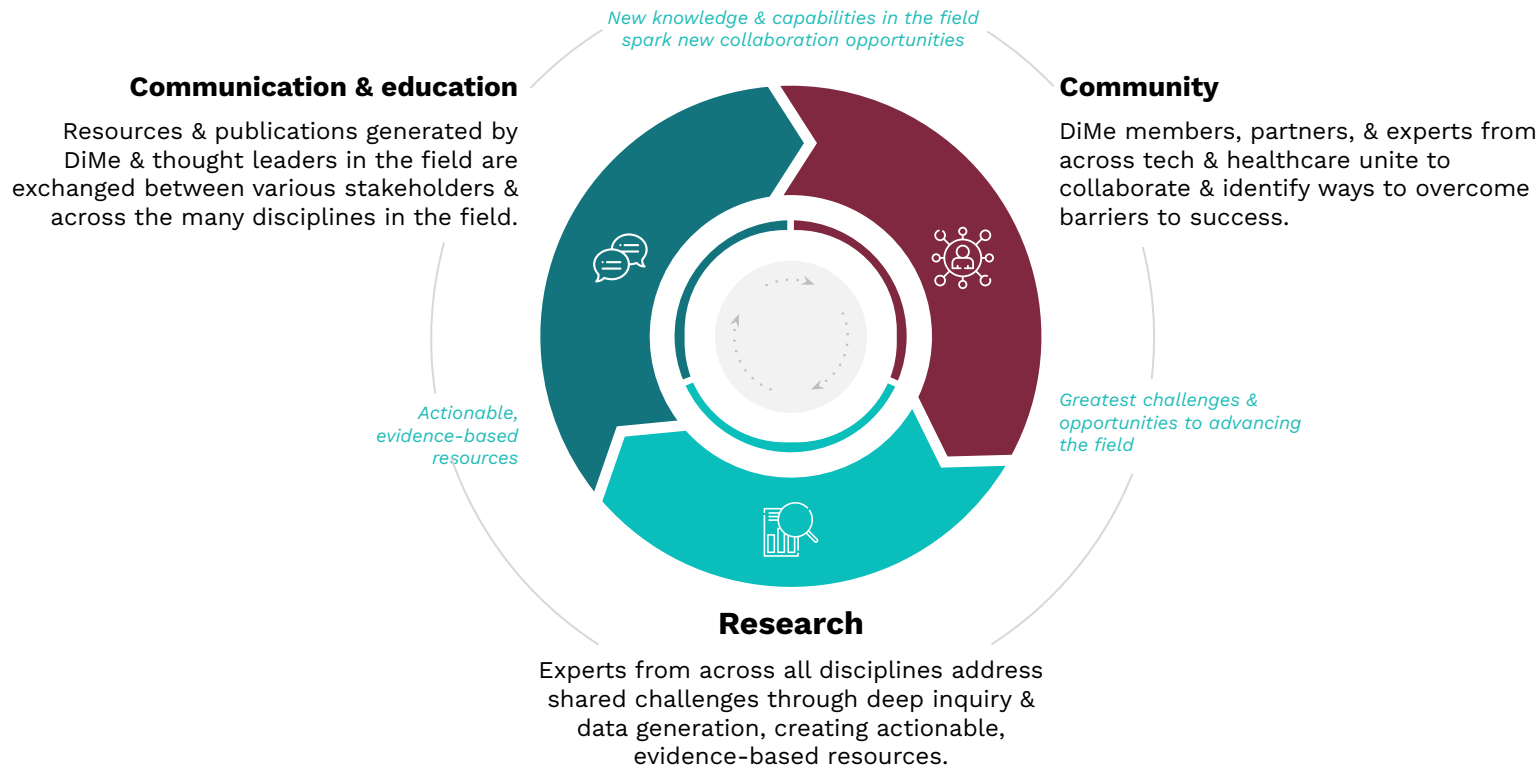 New knowledge & capabilities in the field
spark new collaboration opportunities
Communication & education
Resources & publications generated by
DiMe & thought leaders in the field are
exchanged between various stakeholders &
across the many disciplines in the field.
Community
DiMe members, partners, & experts from
across tech & healthcare unite to
collaborate & identify ways to overcome
barriers to success.
Actionable,
evidence-based
resources
Greatest challenges &
opportunities to advancing
the field
Research
Experts from across all disciplines address
shared challenges through deep inquiry &
data generation, creating actionable,
evidence-based resources.